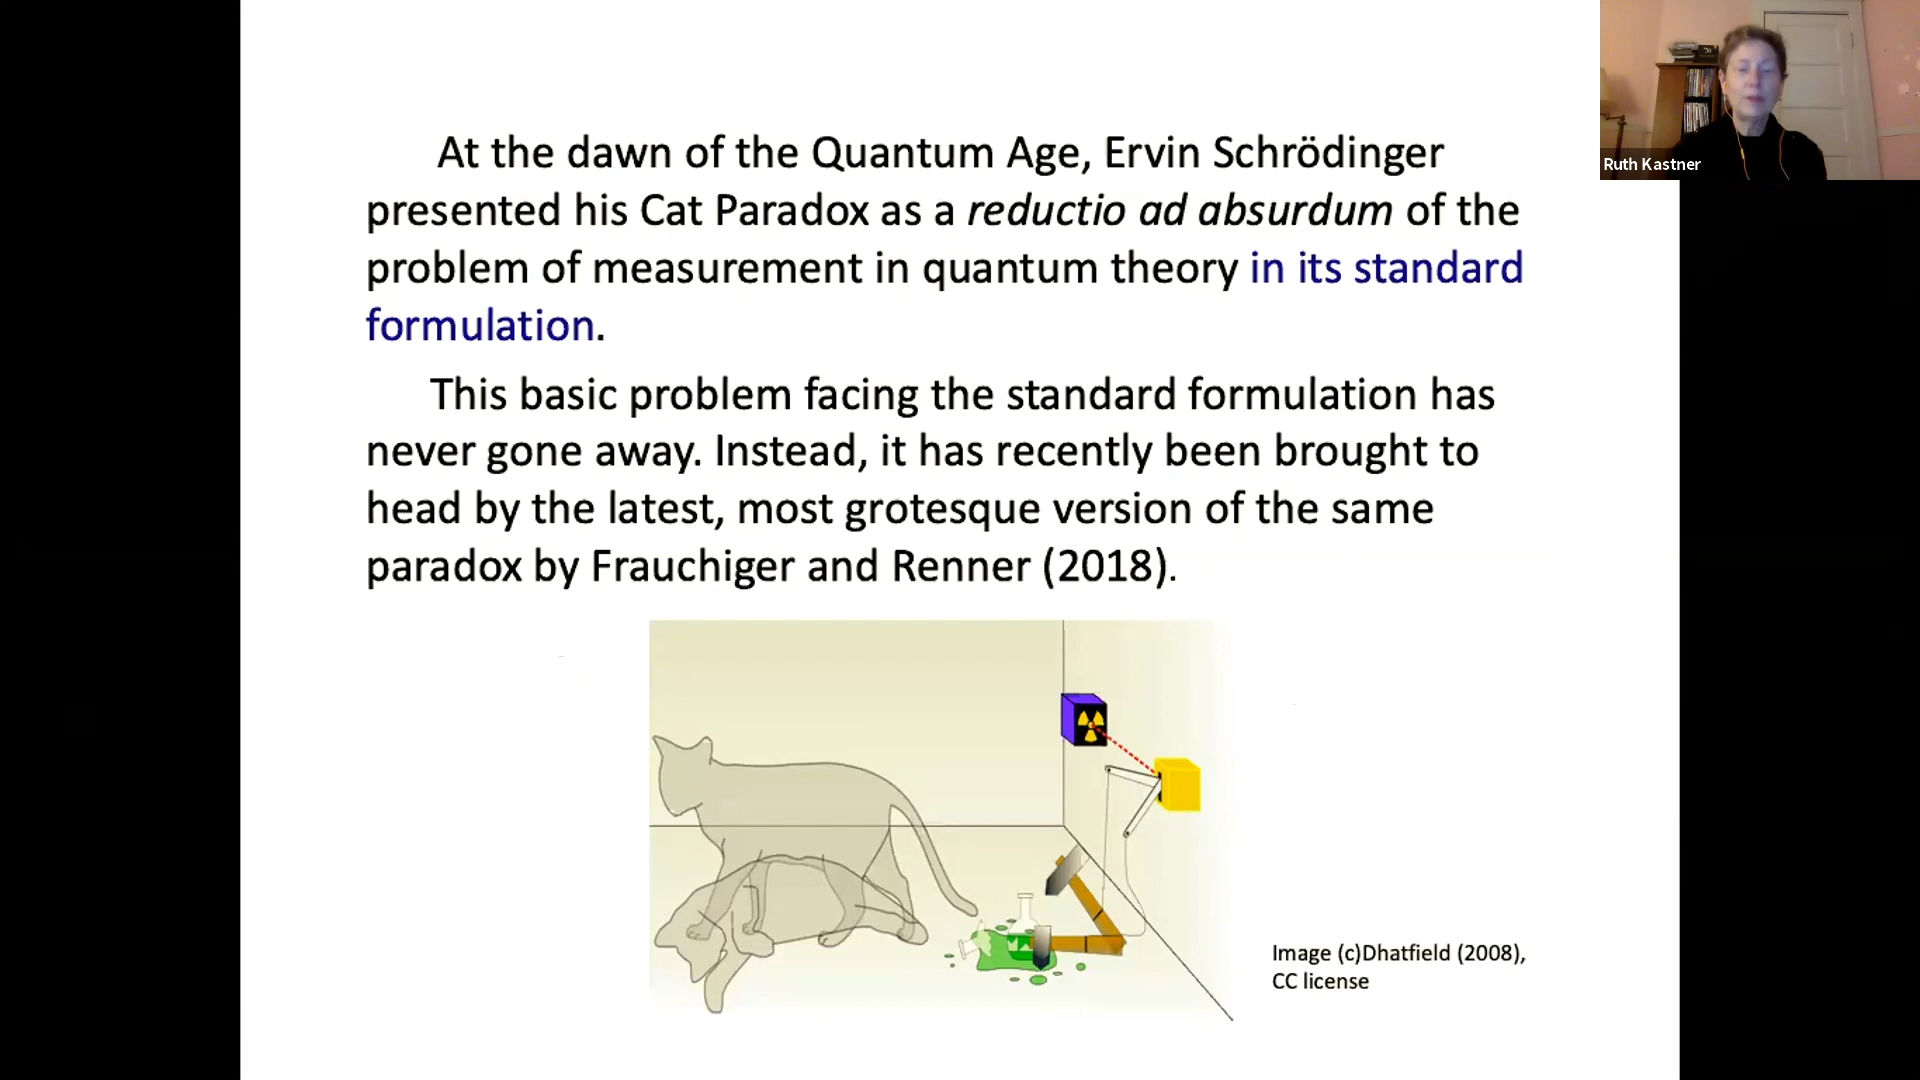 At the dawn of the Quantum Age, Ervin Schrödinger
presented his Cat Paradox as a reductio ad absurdum of the
problem of measurement in quantum theory in its standard
formulation.
This basic problem facing the standard formulation has
never gone away. Instead, it has recently been brought to
head by the latest, most grotesque version of the same
paradox by Frauchiger and Renner (2018).
Image (c)Dhatfield (2008),
CC license
Ruth Kastner